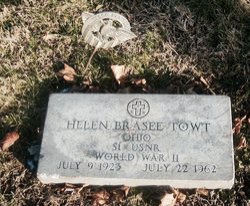 HELEN BRASEE TOWT
OHIO
S1 USNR
WORLD WAR II
JULY 9 1923 JULY 22 1962